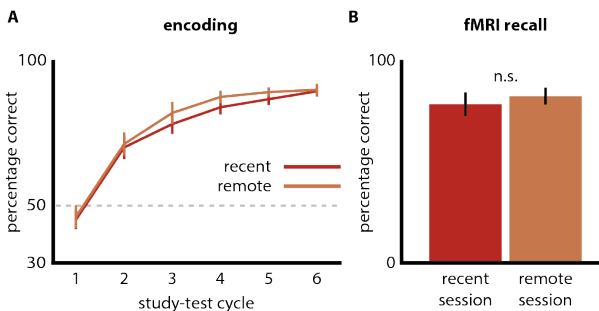 A
encoding
100
50
30
percentage correct
recent
remote
1 2 3 4 5 6
study-test cycle
B
fMRI recall
100
0
percentage correct
n.s.
recent
session
remote
session